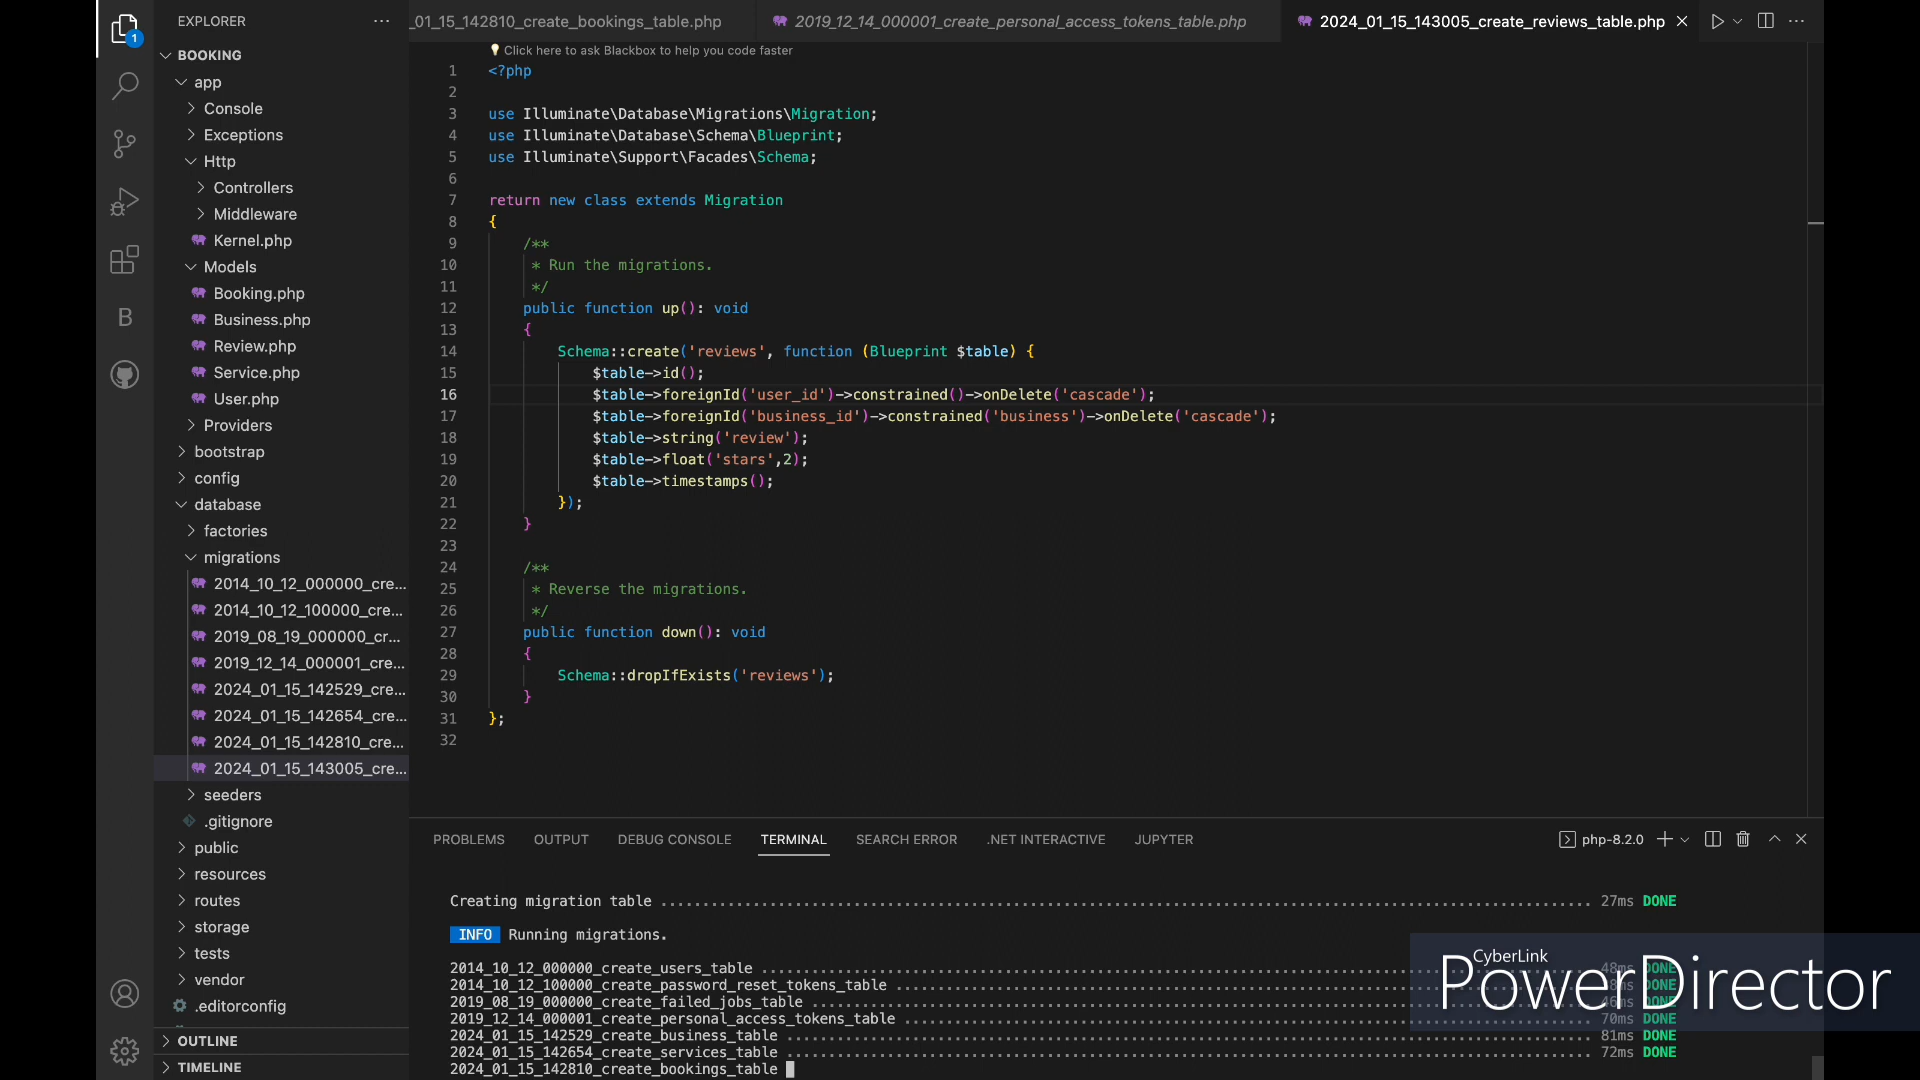 EXPLORER
BOOKING
app
Console
Exceptions
Http
Controllers
Middleware
Kernel.php
Models
Booking.php
Business.php
Review.php
Service.php
User.php
Providers
bootstrap
config
database
factories
migrations
2014_10_12_000000_cre...
2014_10_12_100000_cre...
2019_08_19_000000_cr...
2019_12_14_000001_cre...
2024_01_15_142529_cre...
2024_01_15_142654_cre...
2024_01_15_142810_cre...
2024_01_15_143005_cre...
seeders
.gitignore
public
resources
routes
storage
tests
vendor
.editorconfig
OUTLINE
TIMELINE
1
B
_01_15_142810_create_bookings_table.php
2019_12_14_000001_create_personal_access_tokens_table.php
2024_01_15_143005_create_reviews_table.php
Click here to ask Blackbox to help you code faster
1 <?php
2
3 use Illuminate\Database\Migrations\Migration;
4 use Illuminate\Database\Schema\Blueprint;
5 use Illuminate\Support\Facades\Schema;
6
7 return new class extends Migration
8 {
9 /**
10 * Run the migrations.
11 */
12 public function up(): void
13 {
14 Schema::create('reviews', function (Blueprint $table) {
15 $table->id();
16 $table->foreignId('user_id')->constrained()->onDelete('cascade');
17 $table->foreignId('business_id')->constrained('business')->onDelete('cascade');
18 $table->string('review');
19 $table->float('stars',2);
20 $table->timestamps();
21 });
22 }
23
24 /**
25 * Reverse the migrations.
26 */
27 public function down(): void
28 {
29 Schema::dropIfExists('reviews');
30 }
31 };
32
PROBLEMS OUTPUT DEBUG CONSOLE TERMINAL SEARCH ERROR .NET INTERACTIVE JUPYTER
php-8.2.0
Creating migration table ............................................................ 27ms DONE
INFO Running migrations.
2014_10_12_000000_create_users_table ............................................................ 48ms DONE
2014_10_12_100000_create_password_reset_tokens_table ............................................................ ms DONE
2019_08_19_000000_create_failed_jobs_table ............................................................ 46ms DONE
2019_12_14_000001_create_personal_access_tokens_table ............................................................ 70ms DONE
2024_01_15_142529_create_business_table ............................................................ 81ms DONE
2024_01_15_142654_create_services_table ............................................................ 72ms DONE
2024_01_15_142810_create_bookings_table
CyberLink
PowerDirector